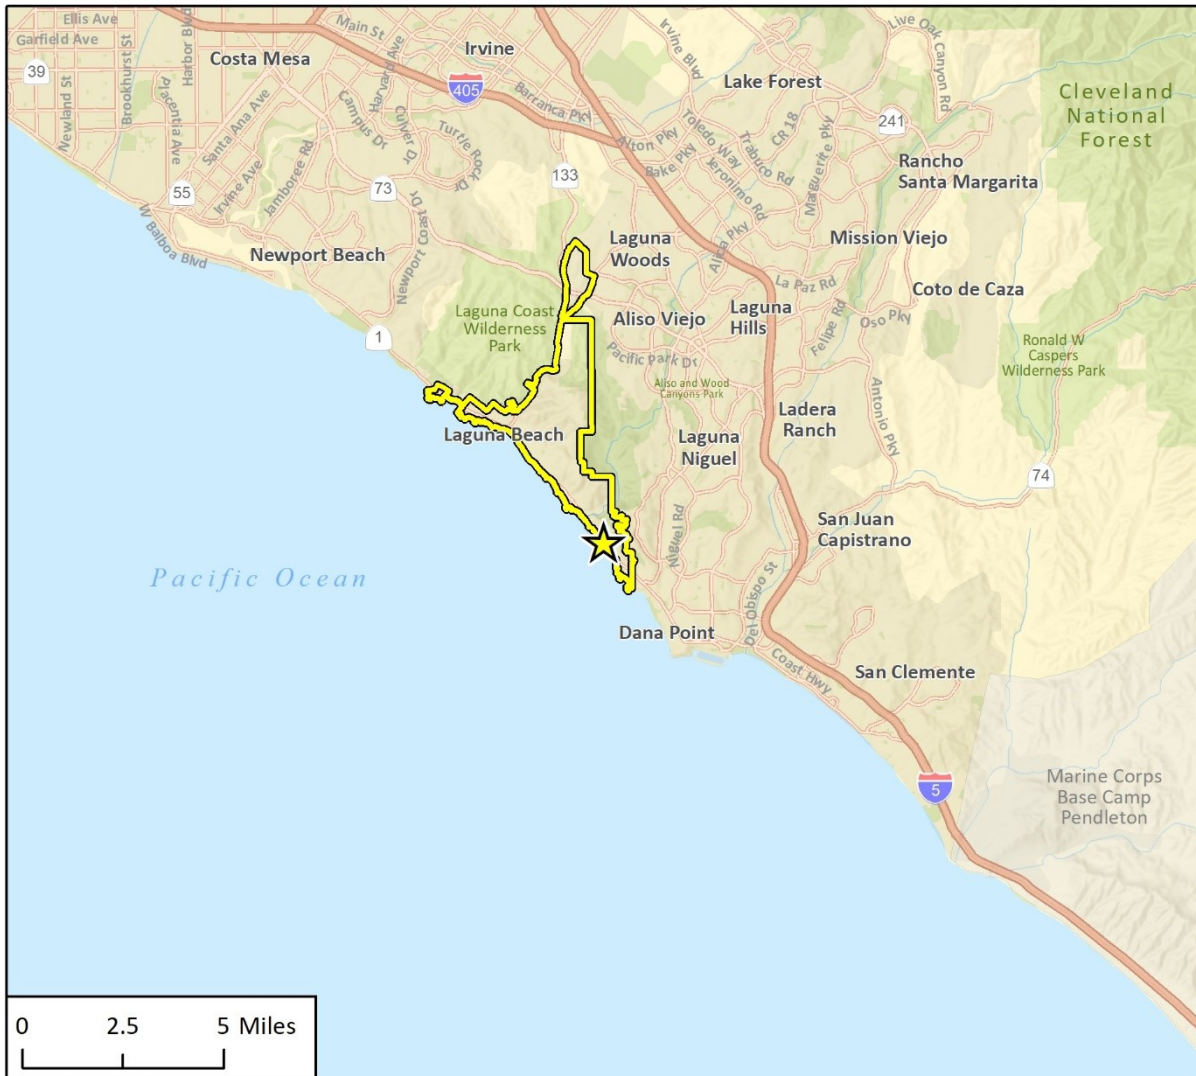 Ellis Ave
Garfield Ave
39
Newland St
Brookhurst St
Harbor Blvd
Placentia Ave
Santa Ana Ave
Costa Mesa
Main St
Harvard Ave
Irvine
405
Barranca Pky
Campus Dr
Culver Dr
Turtle Rock Dr
Irvine Ave
Jamboree Rd
55
73
W Balboa Blvd
Newport Beach
Newport Coast Dr
133
Irvine Blvd
Lake Forest
Live Oak Canyon Rd
Alton Pky
Toledo Way
Bake Pky
Jeronimo Rd
Trabuco Rd
CR 18
Marguerite Pky
241
Cleveland
National
Forest
Rancho
Santa Margarita
Laguna
Woods
Alicia Pky
Mission Viejo
La Paz Rd
Coto de Caza
Laguna Coast
Wilderness
Park
1
Aliso Viejo
Laguna
Hills
Felipe Rd
Oso Pky
Pacific Park Dr
Ronald W
Caspers
Wilderness Park
Aliso and Wood
Canyons Park
Antonio Pky
Laguna Beach
Laguna
Niguel
Ladera
Ranch
74
Niguel Rd
San Juan
Capistrano
Pacific Ocean
Del Obispo St
Dana Point
Coast Hwy
San Clemente
5
Marine Corps
Base Camp
Pendleton
0 2.5 5 Miles